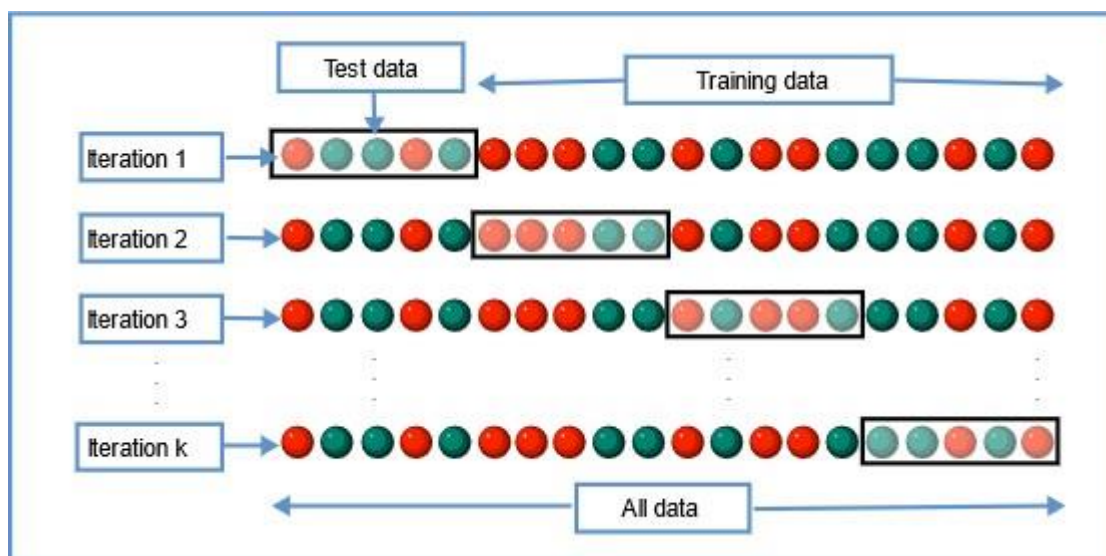 Test data
Training data
Iteration 1
Iteration 2
Iteration 3
Iteration k
All data